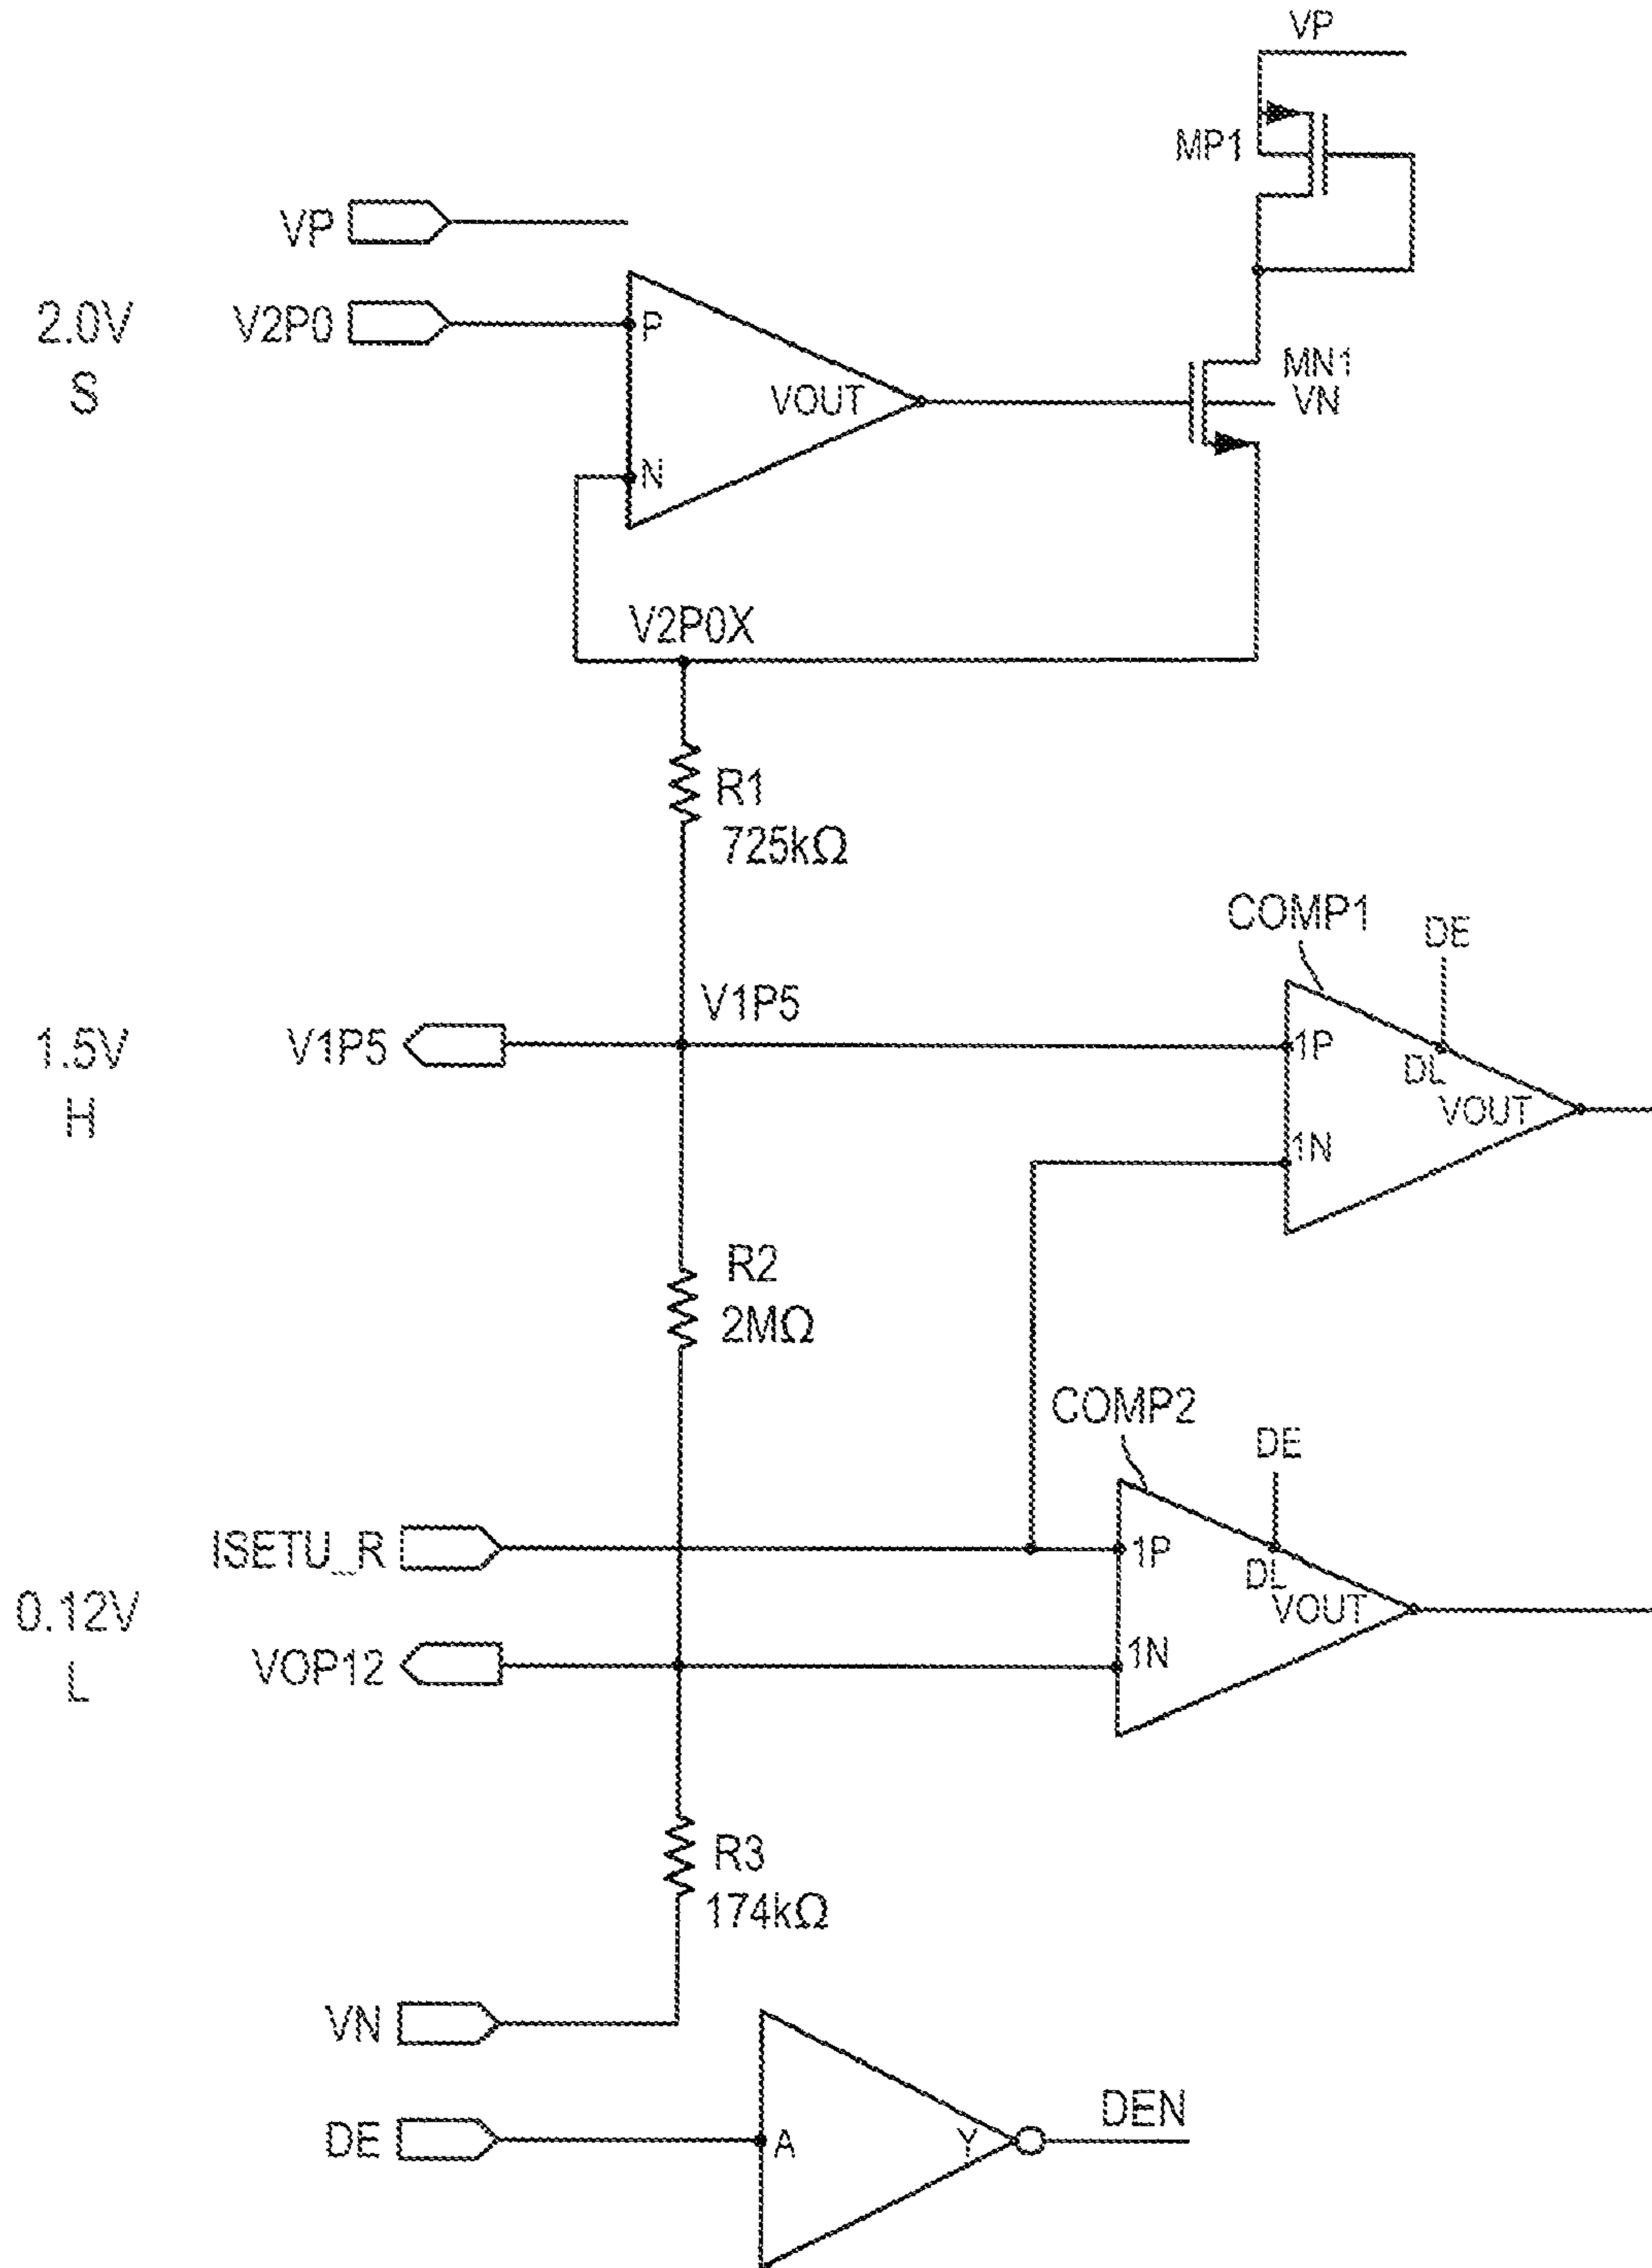 VP
MP1
VP
2.0V
S
V2P0
P
VOUT
N
MN1
VN
V2P0X
R1
725kΩ
COMP1
DE
1.5V
H
V1P5
V1P5
1P
DL
VOUT
1N
R2
2MΩ
COMP2
DE
ISETU_R
1P
DL
VOUT
0.12V
L
VOP12
1N
R3
174kΩ
VN
DE
A
Y
DEN